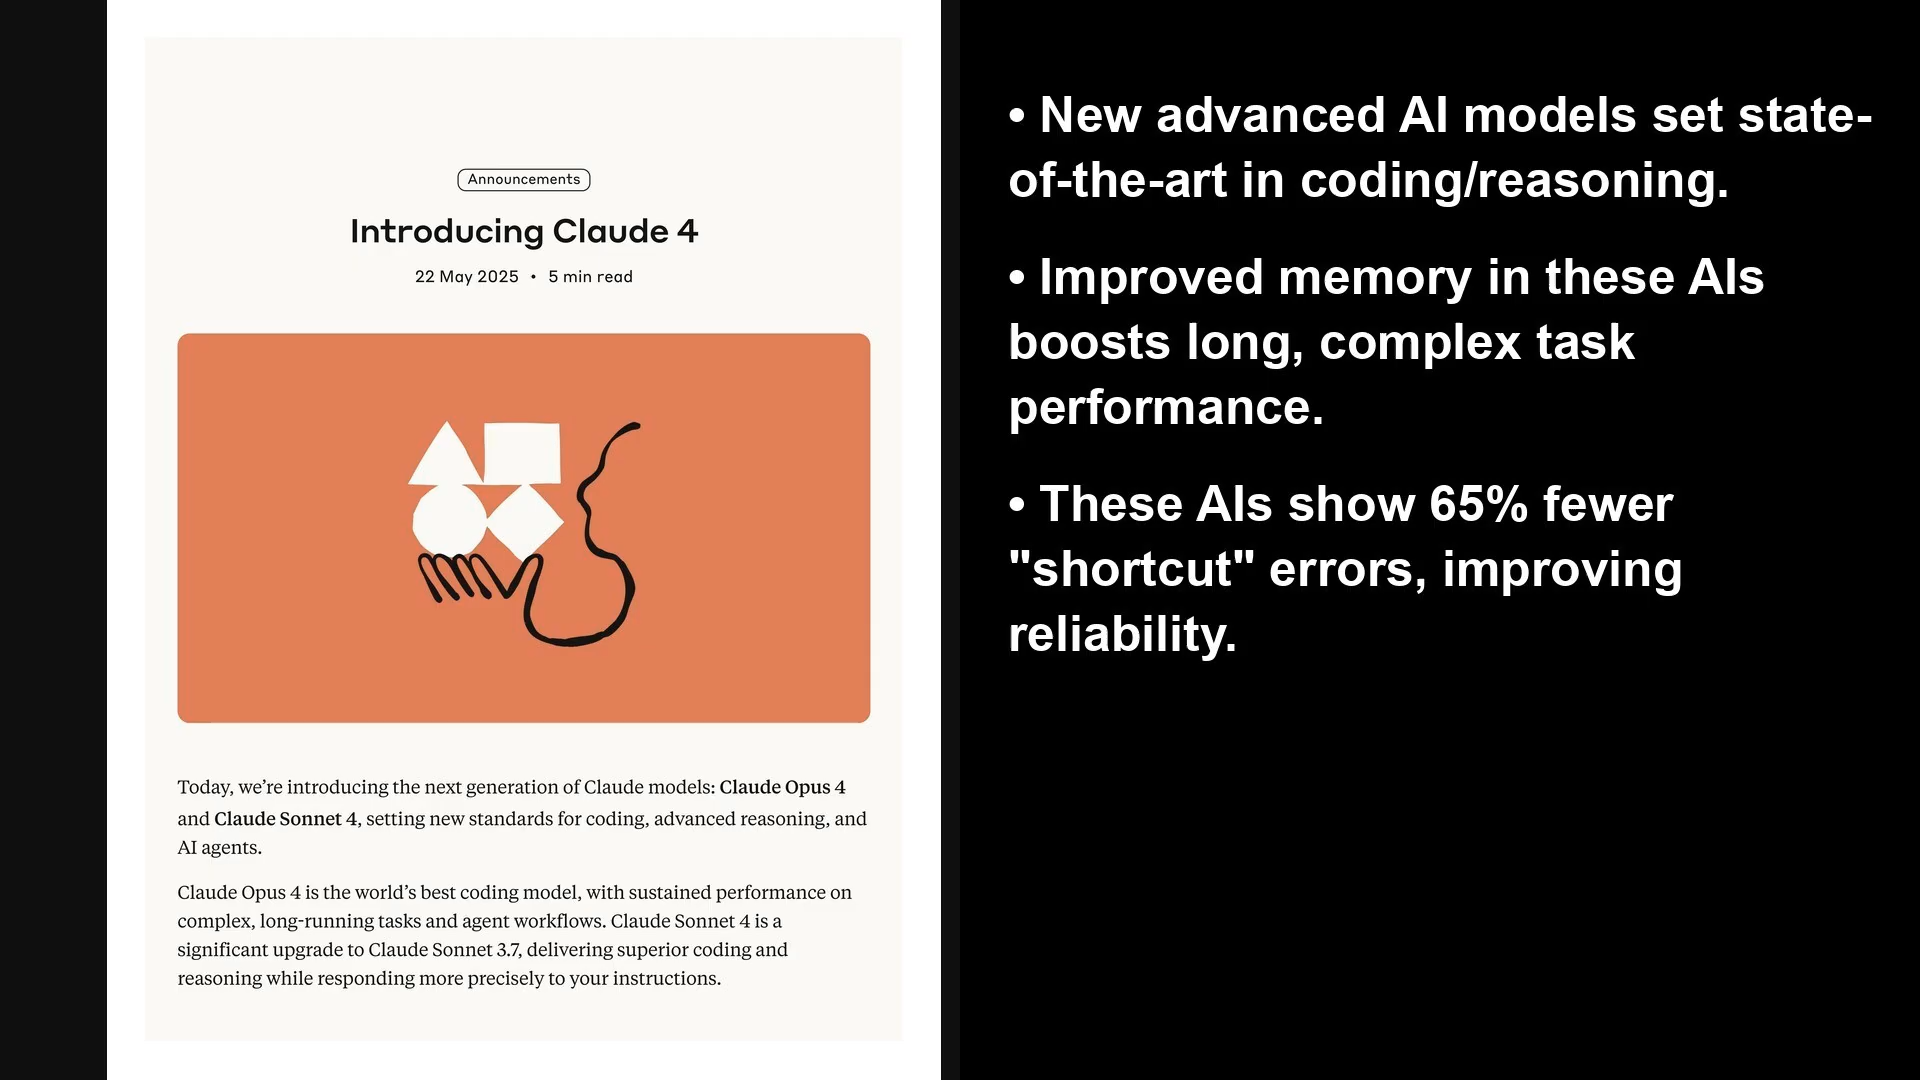 Announcements
Introducing Claude 4
22 May 2025 • 5 min read
Today, we’re introducing the next generation of Claude models: Claude Opus 4
and Claude Sonnet 4, setting new standards for coding, advanced reasoning, and
AI agents.
Claude Opus 4 is the world’s best coding model, with sustained performance on
complex, long-running tasks and agent workflows. Claude Sonnet 4 is a
significant upgrade to Claude Sonnet 3.7, delivering superior coding and
reasoning while responding more precisely to your instructions.
• New advanced AI models set state-
of-the-art in coding/reasoning.
• Improved memory in these AIs
boosts long, complex task
performance.
• These AIs show 65% fewer
"shortcut" errors, improving
reliability.